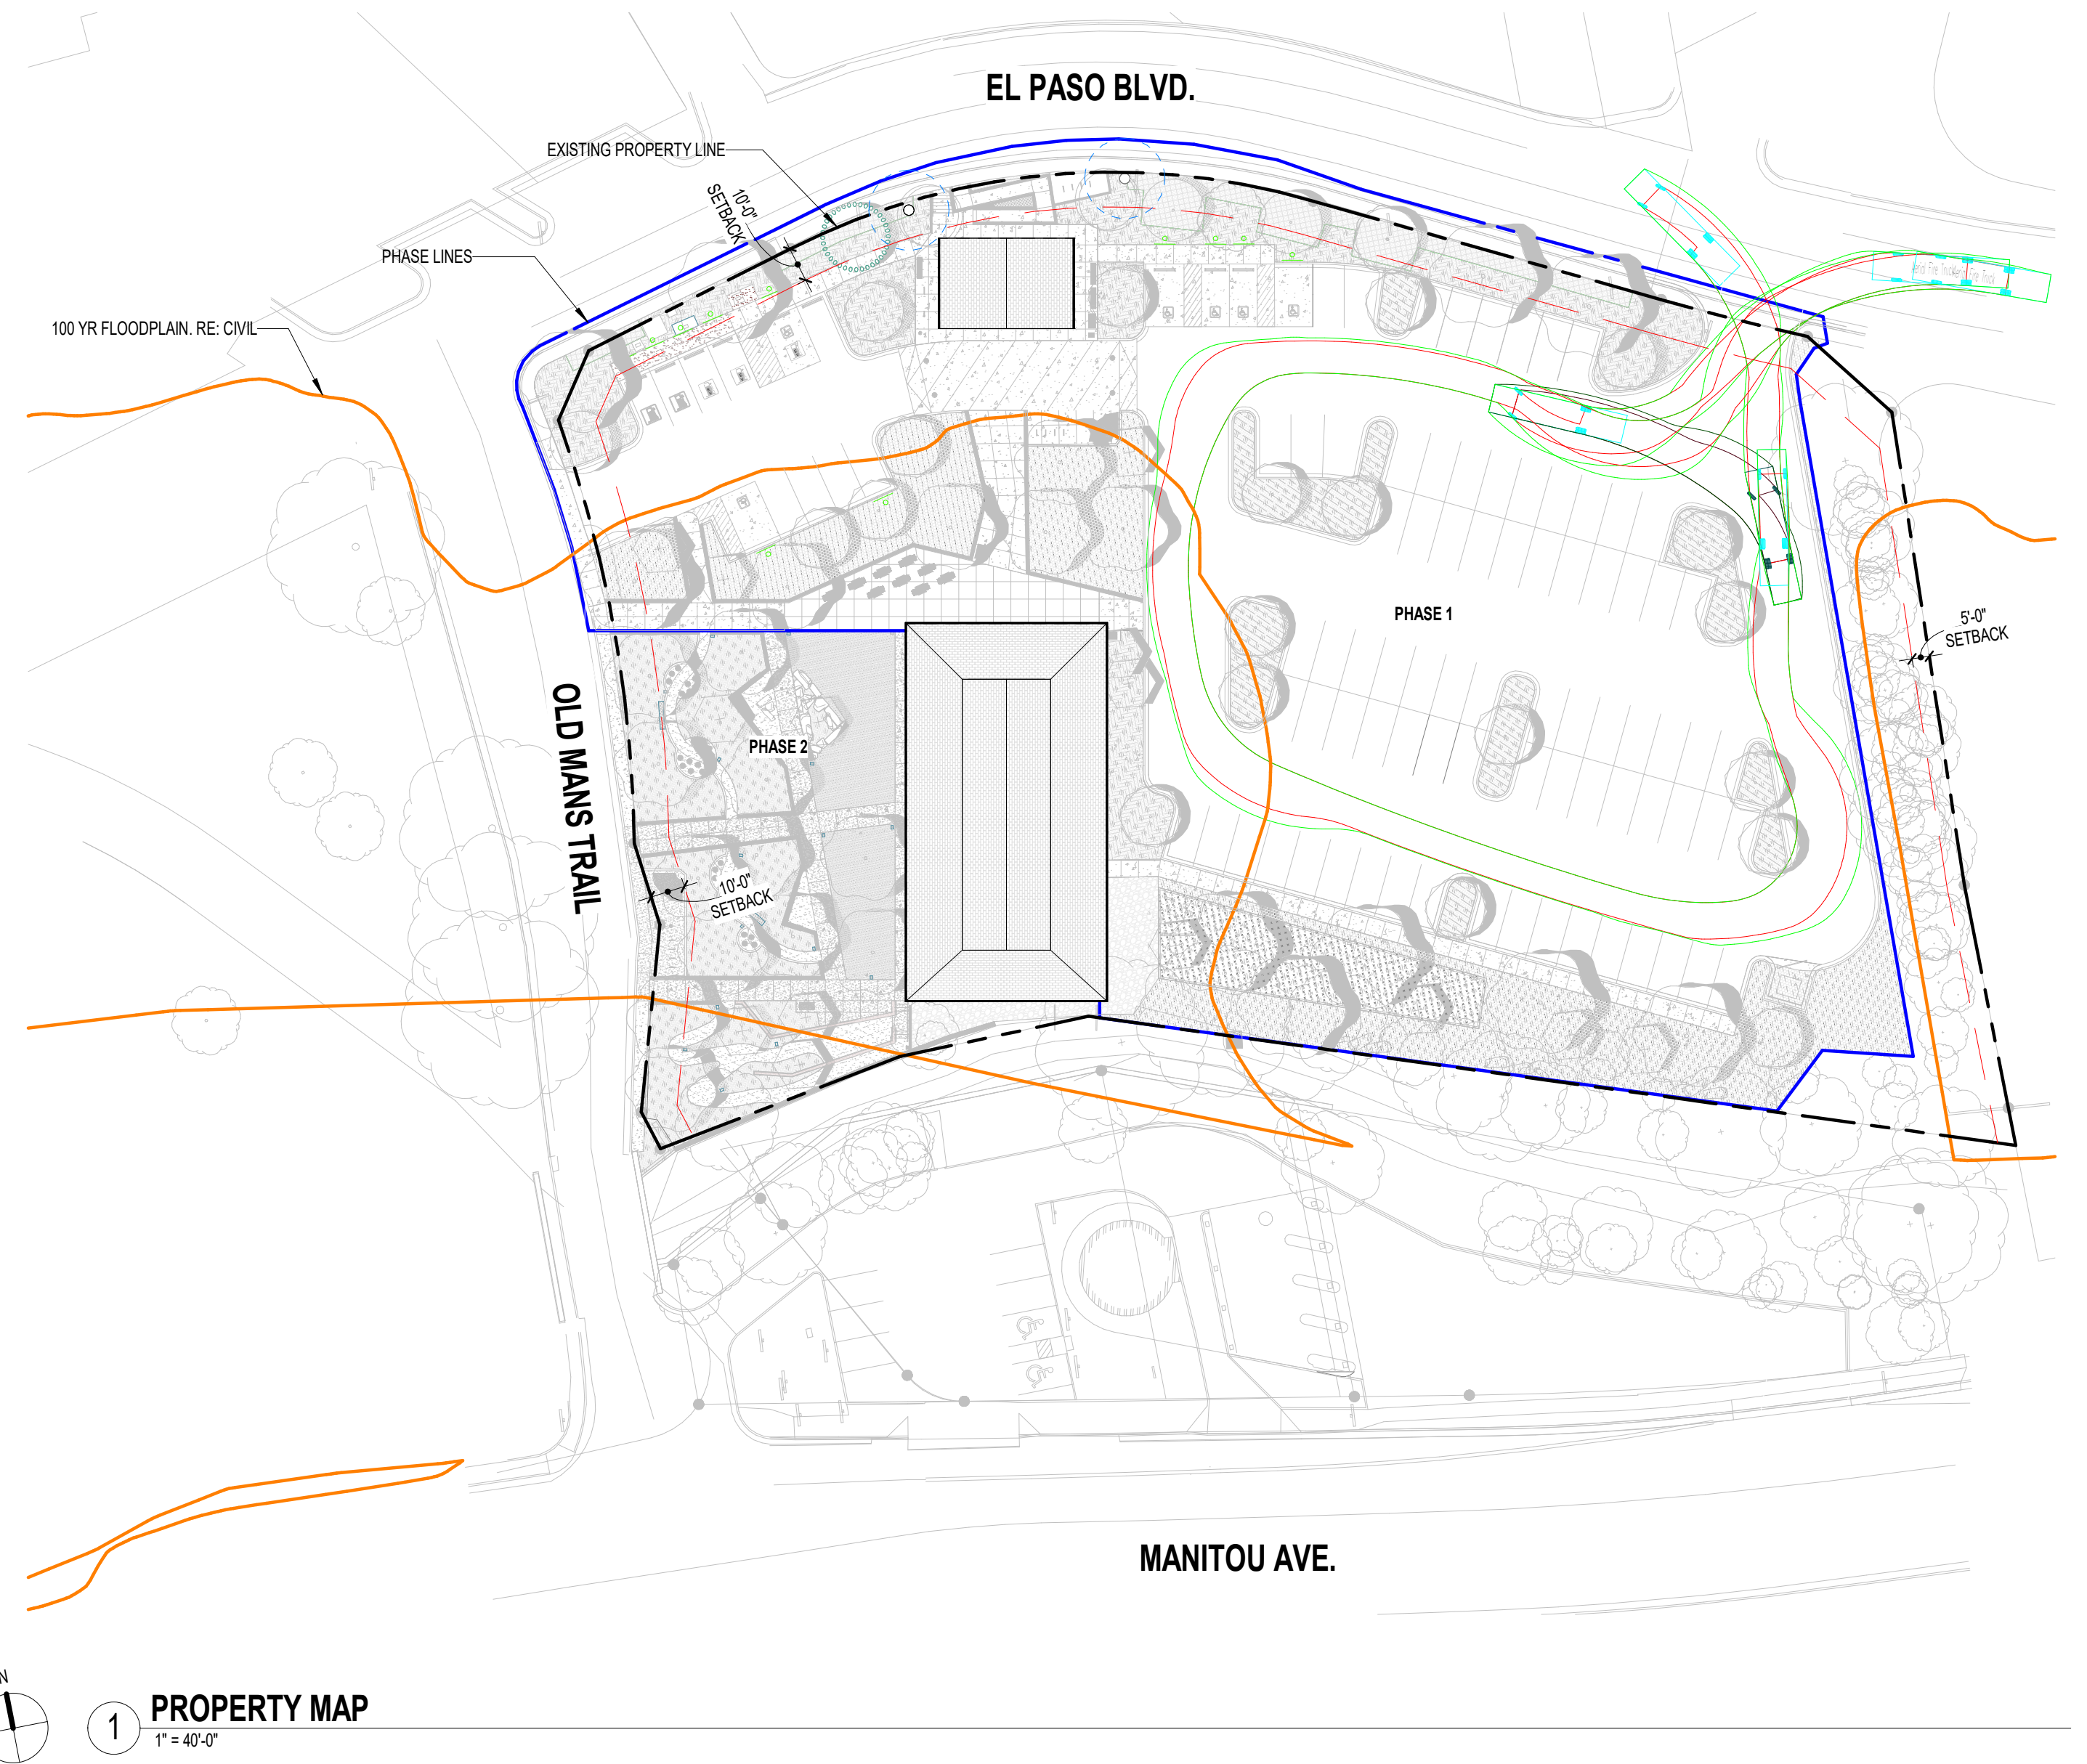 EL PASO BLVD.
EXISTING PROPERTY LINE
10'-0"
SETBACK
PHASE LINES
100 YR FLOODPLAIN. RE: CIVIL
PHASE 1
5'-0"
SETBACK
OLD MANS TRAIL
PHASE 2
10'-0"
SETBACK
MANITOU AVE.
N
1
PROPERTY MAP
1" = 40'-0"